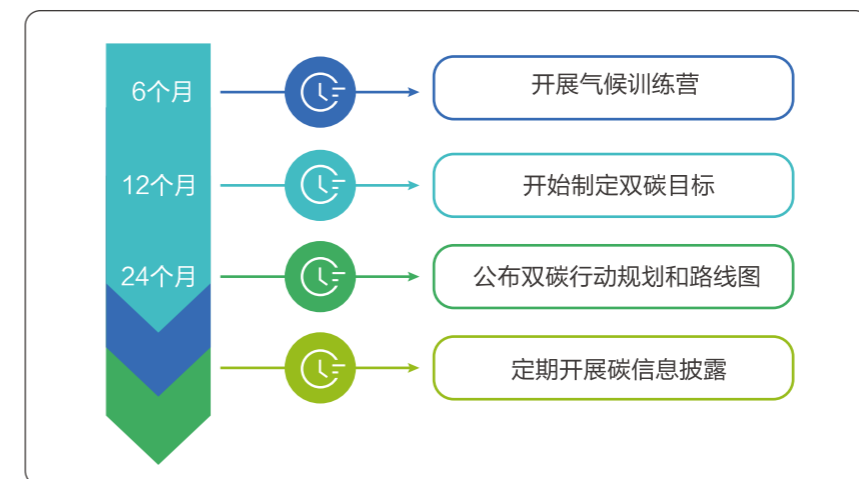 6个月
开展气候训练营
12个月
开始制定双碳目标
24个月
公布双碳行动规划和路线图
定期开展碳信息披露